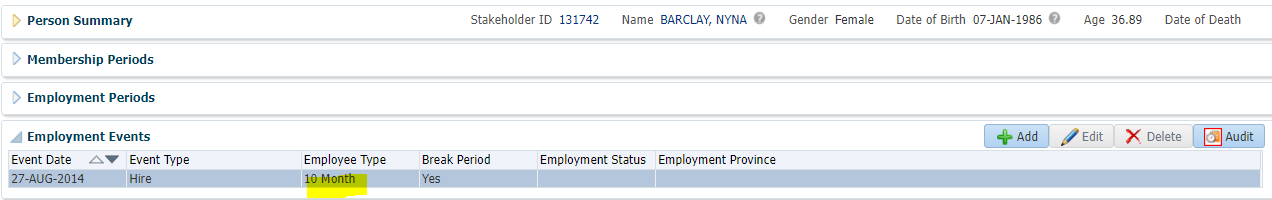 Person Summary Stakeholder ID 131742 Name BARCLAY, NYNA Gender Female Date of Birth 07-JAN-1986 Age 36.89 Date of Death
Membership Periods
Employment Periods
Employment Events Add Edit Delete Audit
Event Date Event Type Employee Type Break Period Employment Status Employment Province
27-AUG-2014 Hire 10 Month Yes